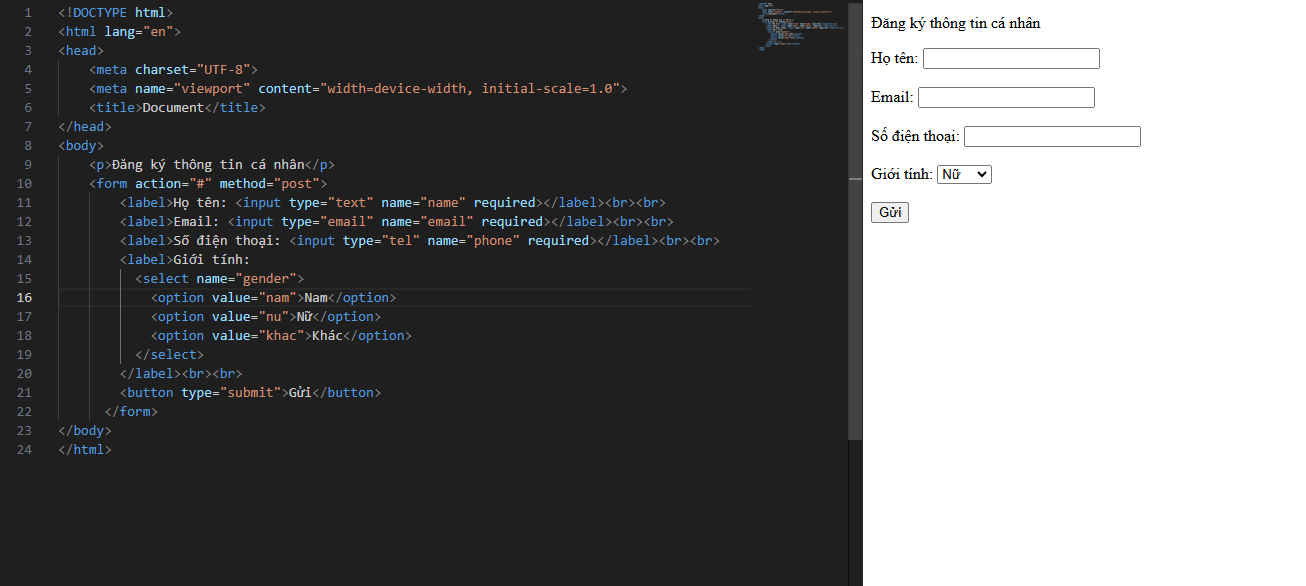 1 <!DOCTYPE html>
2 <html lang="en">
3 <head>
4     <meta charset="UTF-8">
5     <meta name="viewport" content="width=device-width, initial-scale=1.0">
6     <title>Document</title>
7 </head>
8 <body>
9     <p>Đăng ký thông tin cá nhân</p>
10     <form action="#" method="post">
11         <label>Họ tên: <input type="text" name="name" required></label><br><br>
12         <label>Email: <input type="email" name="email" required></label><br><br>
13         <label>Số điện thoại: <input type="tel" name="phone" required></label><br><br>
14         <label>Giới tính:
15           <select name="gender">
16             <option value="nam">Nam</option>
17             <option value="nu">Nữ</option>
18             <option value="khac">Khác</option>
19           </select>
20         </label><br><br>
21         <button type="submit">Gửi</button>
22       </form>
23 </body>
24 </html>
Đăng ký thông tin cá nhân
Họ tên:
Email:
Số điện thoại:
Giới tính: Nữ
Gửi